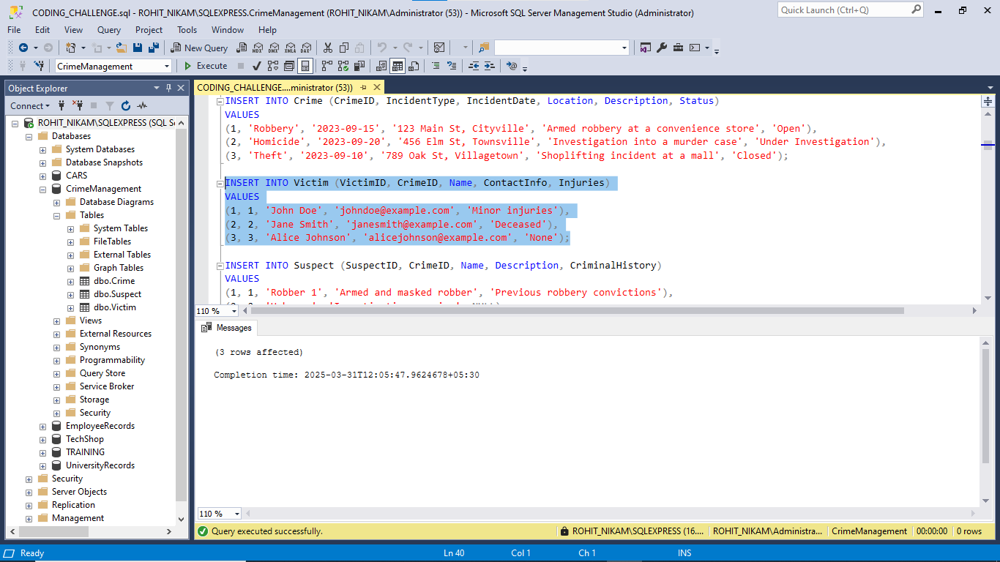 CODING_CHALLENGE.sql - ROHIT_NIKAM\SQLEXPRESS.CrimeManagement (ROHIT_NIKAM\Administrator (53)) - Microsoft SQL Server Management Studio (Administrator)
Quick Launch (Ctrl+Q)
File Edit View Query Project Tools Window Help
New Query MDX DMX XMLA DAX
CrimeManagement Execute
Object Explorer
Connect
ROHIT_NIKAM\SQLEXPRESS (SQL S
Databases
System Databases
Database Snapshots
CARS
CrimeManagement
Database Diagrams
Tables
System Tables
FileTables
External Tables
Graph Tables
dbo.Crime
dbo.Suspect
dbo.Victim
Views
External Resources
Synonyms
Programmability
Query Store
Service Broker
Storage
Security
EmployeeRecords
TechShop
TRAINING
UniversityRecords
Security
Server Objects
Replication
Management
CODING_CHALLENGE....ministrator (53))
INSERT INTO Crime (CrimeID, IncidentType, IncidentDate, Location, Description, Status)
VALUES
(1, 'Robbery', '2023-09-15', '123 Main St, Cityville', 'Armed robbery at a convenience store', 'Open'),
(2, 'Homicide', '2023-09-20', '456 Elm St, Townsville', 'Investigation into a murder case', 'Under Investigation'),
(3, 'Theft', '2023-09-10', '789 Oak St, Villagetown', 'Shoplifting incident at a mall', 'Closed');
INSERT INTO Victim (VictimID, CrimeID, Name, ContactInfo, Injuries)
VALUES
(1, 1, 'John Doe', 'johndoe@example.com', 'Minor injuries'),
(2, 2, 'Jane Smith', 'janesmith@example.com', 'Deceased'),
(3, 3, 'Alice Johnson', 'alicejohnson@example.com', 'None');
INSERT INTO Suspect (SuspectID, CrimeID, Name, Description, CriminalHistory)
VALUES
(1, 1, 'Robber 1', 'Armed and masked robber', 'Previous robbery convictions'),
110 %
Messages
(3 rows affected)
Completion time: 2025-03-31T12:05:47.9624678+05:30
110 %
Query executed successfully. ROHIT_NIKAM\SQLEXPRESS (16.... ROHIT_NIKAM\Administra... CrimeManagement 00:00:00 0 rows
Ready Ln 40 Col 1 Ch 1 INS